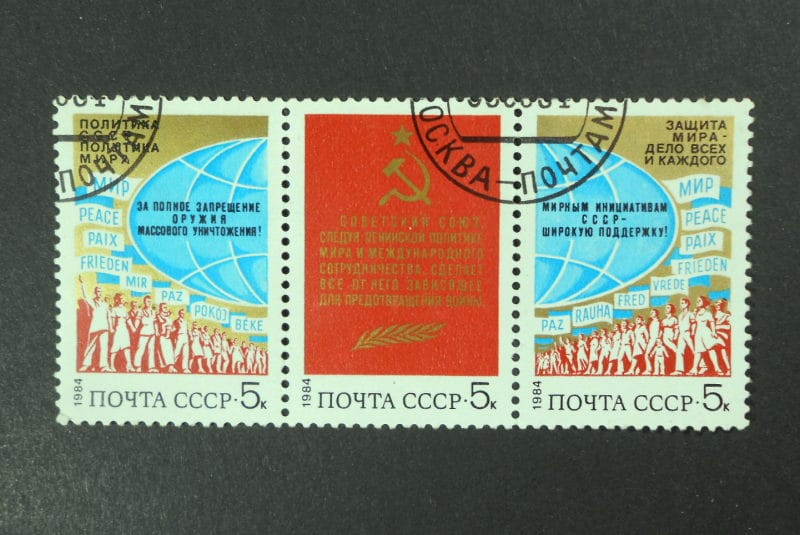 ПОЛИТИКА
СССР -
ПОЛИТИКА
МИРА
ЗА ПОЛНОЕ ЗАПРЕЩЕНИЕ
ОРУЖИЯ
МАССОВОГО УНИЧТОЖЕНИЯ!
МИР
PEACE
PAIX
FRIEDEN
MIR
PAZ
POKÓJ
BÉKE
1984
ПОЧТА СССР·5к
СОВЕТСКИЙ СОЮЗ,
СЛЕДУЯ ЛЕНИНСКОЙ ПОЛИТИКЕ
МИРА И МЕЖДУНАРОДНОГО
СОТРУДНИЧЕСТВА, СДЕЛАЕТ
ВСЕ ОТ НЕГО ЗАВИСЯЩЕЕ
ДЛЯ ПРЕДОТВРАЩЕНИЯ ВОЙНЫ.
1984
ПОЧТА СССР·5к
ЗАЩИТА
МИРА -
ДЕЛО ВСЕХ
И КАЖДОГО
МИРНЫМ ИНИЦИАТИВАМ
СССР-
ШИРОКУЮ ПОДДЕРЖКУ!
МИР
PEACE
PAIX
FRIEDEN
VREDE
FRED
RAUHA
PAZ
1984
ПОЧТА СССР·5к
ПОЧТАМ
МОСКВА-ПОЧТАМ